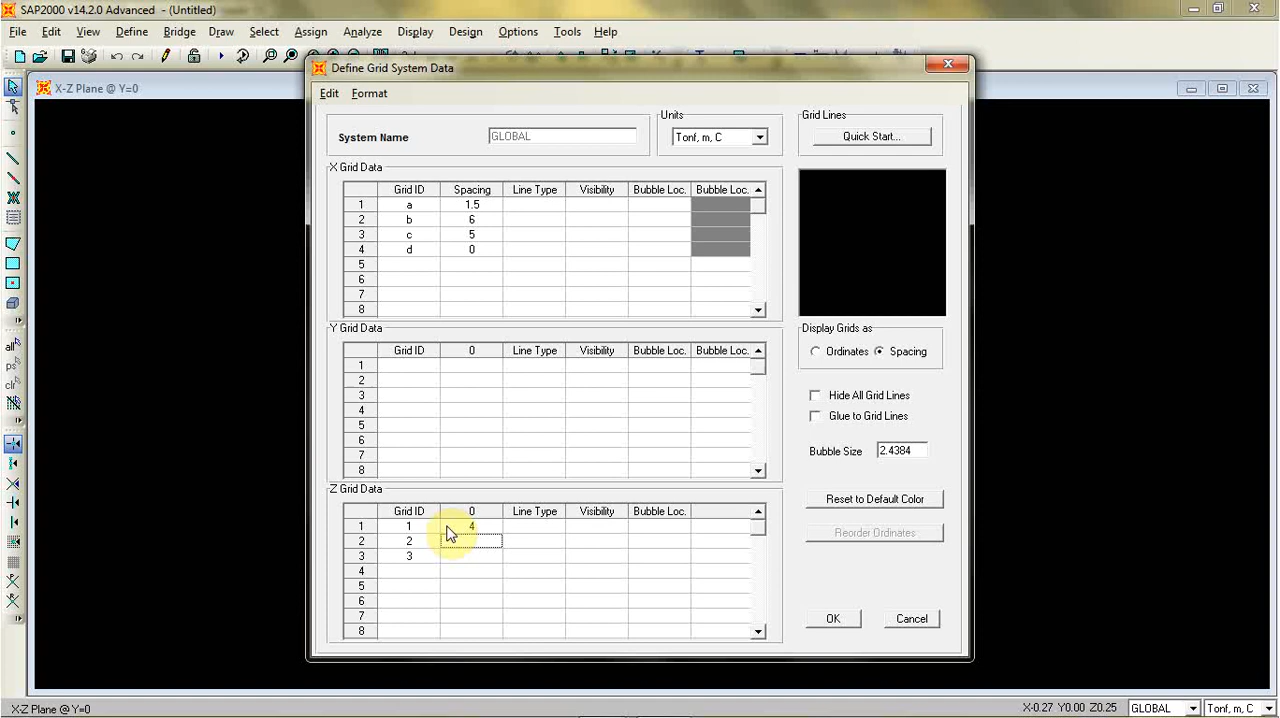 SAP2000 v14.2.0 Advanced - (Untitled)
File Edit View Define Bridge Draw Select Assign Analyze Display Design Options Tools Help
X-Z Plane @ Y=0
Define Grid System Data
Edit Format
System Name GLOBAL
Units
Tonf, m, C
Grid Lines
Quick Start...
X Grid Data
Grid ID Spacing Line Type Visibility Bubble Loc. Bubble Loc.
1 a 1.5
2 b 6
3 c 5
4 d 0
5
6
7
8
Y Grid Data
Grid ID 0 Line Type Visibility Bubble Loc. Bubble Loc.
1
2
3
4
5
6
7
8
Display Grids as
Ordinates Spacing
Hide All Grid Lines
Glue to Grid Lines
Bubble Size 2.4384
Z Grid Data
Grid ID 0 Line Type Visibility Bubble Loc.
1 1 4
2 2
3 3
4
5
6
7
8
Reset to Default Color
Reorder Ordinates
OK Cancel
all
ps
clr
X-Z Plane @ Y=0
X-0.27 Y0.00 Z0.25 GLOBAL Tonf, m, C